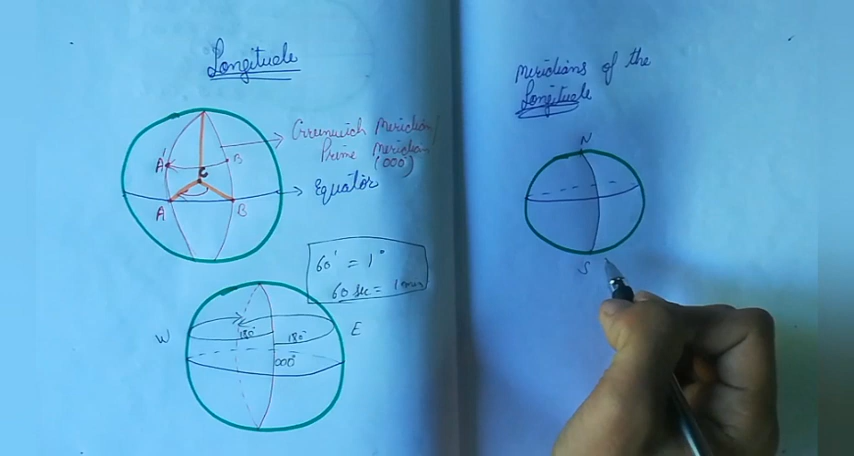 Longitude
Greenwich Meridian/
Prime Meridian
(000)
A'
B'
C
Equator
A
B
60' = 1°
60 sec = 1 min
W
180°
180°
E
000°
Meridians of the
Longitude
N
S